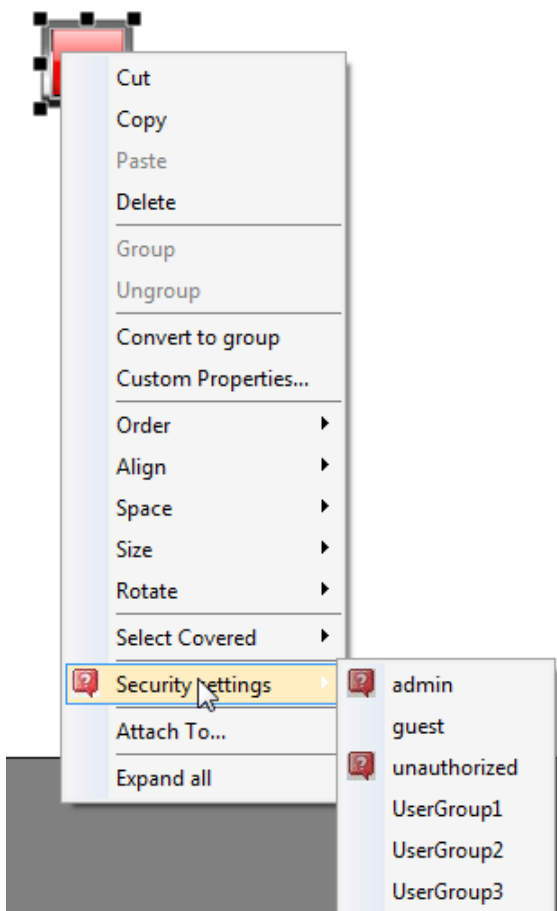 Cut
Copy
Paste
Delete
Group
Ungroup
Convert to group
Custom Properties...
Order
Align
Space
Size
Rotate
Select Covered
Security settings
Attach To...
Expand all
admin
guest
unauthorized
UserGroup1
UserGroup2
UserGroup3